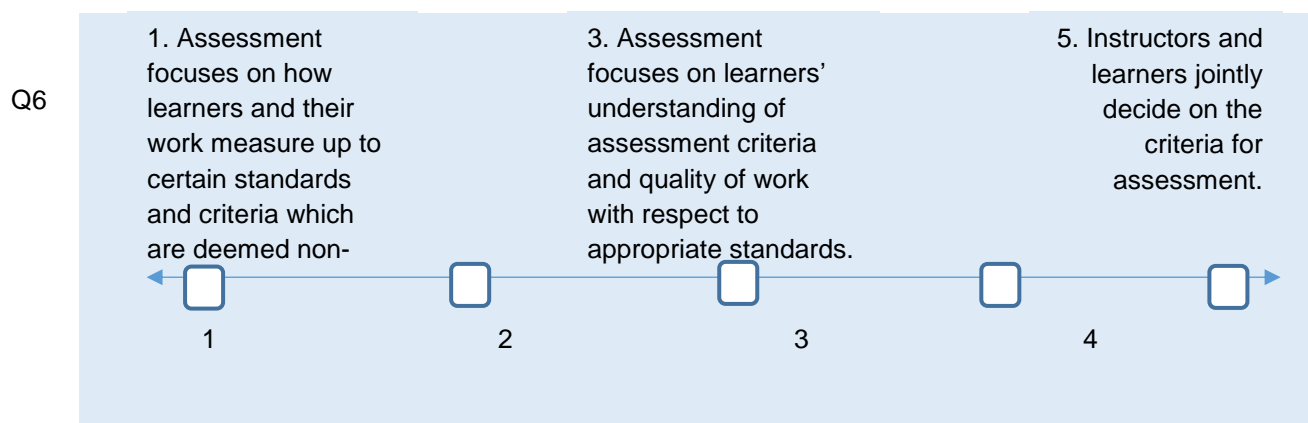 Q6
1. Assessment
focuses on how
learners and their
work measure up to
certain standards
and criteria which
are deemed non-
3. Assessment
focuses on learners’
understanding of
assessment criteria
and quality of work
with respect to
appropriate standards.
5. Instructors and
learners jointly
decide on the
criteria for
assessment.
1 2 3 4